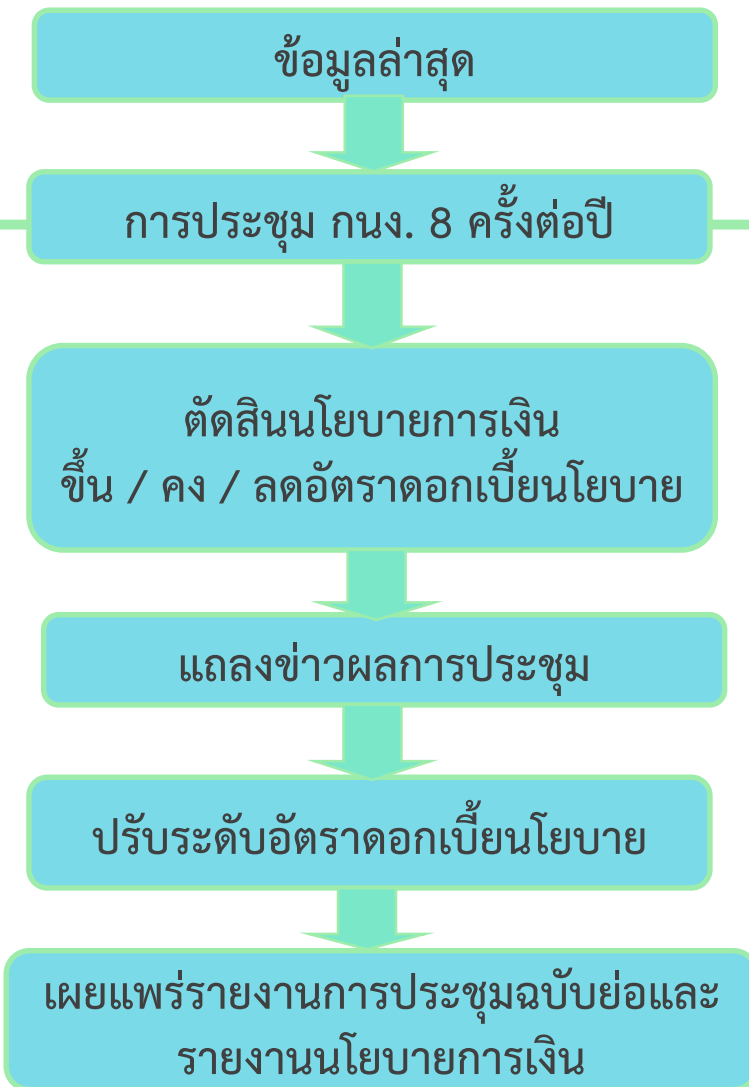 ข้อมูลล่าสุด
การประชุม กนง. 8 ครั้งต่อปี
ตัดสินนโยบายการเงิน
ขึ้น / คง / ลดอัตราดอกเบี้ยนโยบาย
แถลงข่าวผลการประชุม
ปรับระดับอัตราดอกเบี้ยนโยบาย
เผยแพร่รายงานการประชุมฉบับย่อและ
รายงานนโยบายการเงิน